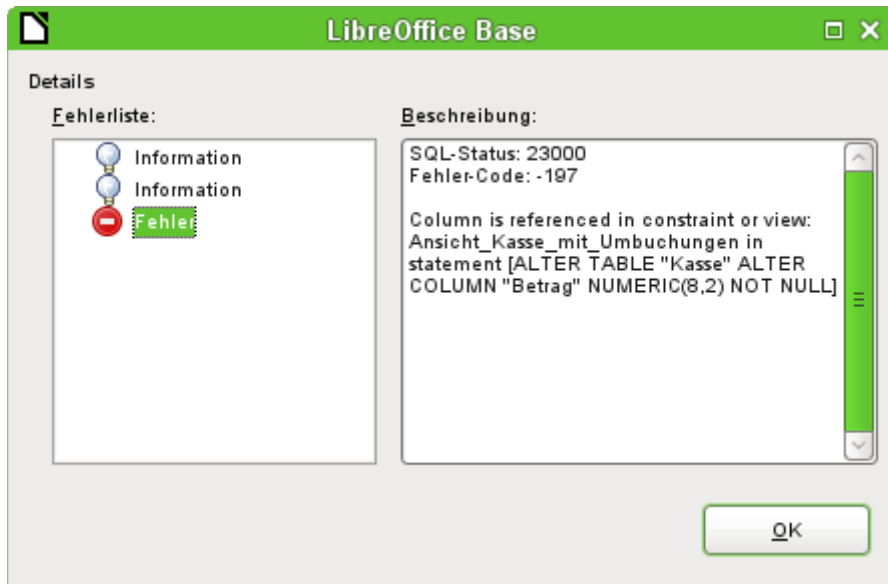 LibreOffice Base
Details
Fehlerliste:
Beschreibung:
Information
Information
Fehler
SQL-Status: 23000
Fehler-Code: -197
Column is referenced in constraint or view:
Ansicht_Kasse_mit_Umbuchungen in
statement [ALTER TABLE "Kasse" ALTER
COLUMN "Betrag" NUMERIC(8,2) NOT NULL]
OK